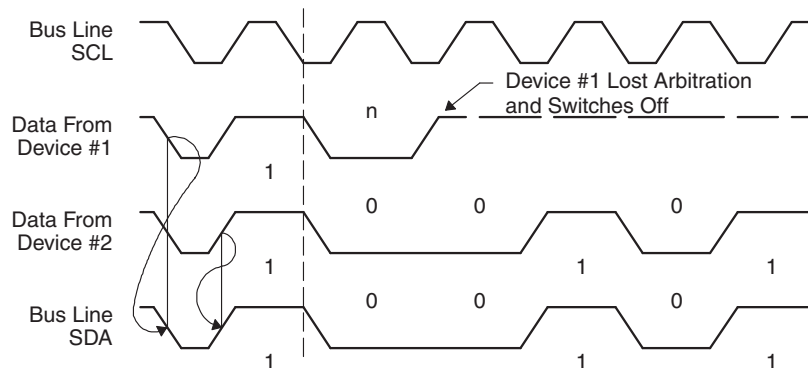 Bus Line
SCL
Device #1 Lost Arbitration
and Switches Off
n
Data From
Device #1
1
0 0 0
Data From
Device #2
1 1 1
0 0 0
Bus Line
SDA
1 1 1